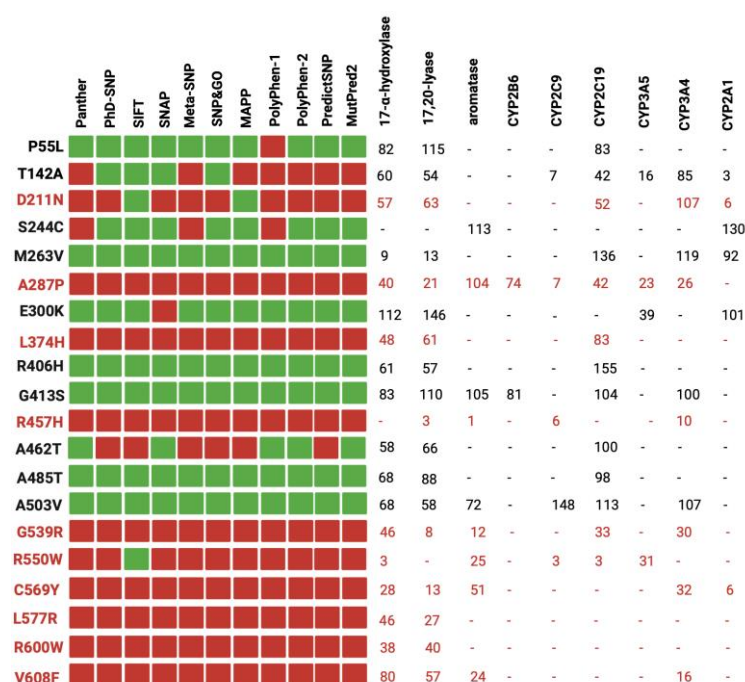 Panther PhD-SNP SIFT SNAP Meta-SNP SNP&GO MAPP PolyPhen-1 PolyPhen-2 PredictSNP MutPred2 17-α-hydroxylase 17,20-lyase aromatase CYP2B6 CYP2C9 CYP2C19 CYP3A5 CYP3A4 CYP2A1
P55L 82 115 - - - 83 - - -
T142A 60 54 - - 7 42 16 85 3
D211N 57 63 - - - 52 - 107 6
S244C - - 113 - - - - - 130
M263V 9 13 - - - 136 - 119 92
A287P 40 21 104 74 7 42 23 26 -
E300K 112 146 - - - - 39 - 101
L374H 48 61 - - - 83 - - -
R406H 61 57 - - - 155 - - -
G413S 83 110 105 81 - 104 - 100 -
R457H - 3 1 - 6 - - 10 -
A462T 58 66 - - - 100 - - -
A485T 68 88 - - - 98 - - -
A503V 68 58 72 - 148 113 - 107 -
G539R 46 8 12 - - 33 - 30 -
R550W 3 - 25 - 3 3 31 - -
C569Y 28 13 51 - - - - 32 6
L577R 46 27 - - - - - - -
R600W 38 40 - - - - - - -
V608F 80 57 24 - - - - 16 -